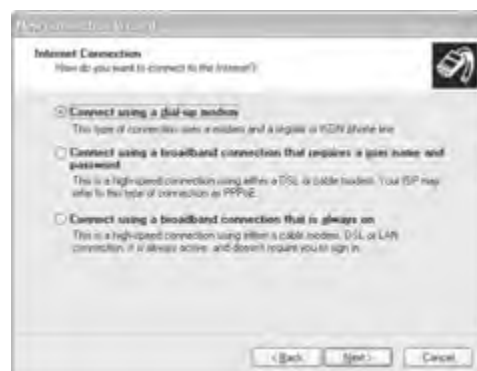 New Connection Wizard
Internet Connection
How do you want to connect to the Internet?
Connect using a dial-up modem
This type of connection uses a modem and a regular or ISDN phone line.
Connect using a broadband connection that requires a user name and
password
This is a high-speed connection using either a DSL or cable modem. Your ISP may
refer to this type of connection as PPPoE.
Connect using a broadband connection that is always on
This is a high-speed connection using either a cable modem, DSL or LAN
connection. It is always active, and doesn't require you to sign in.
< Back
Next >
Cancel